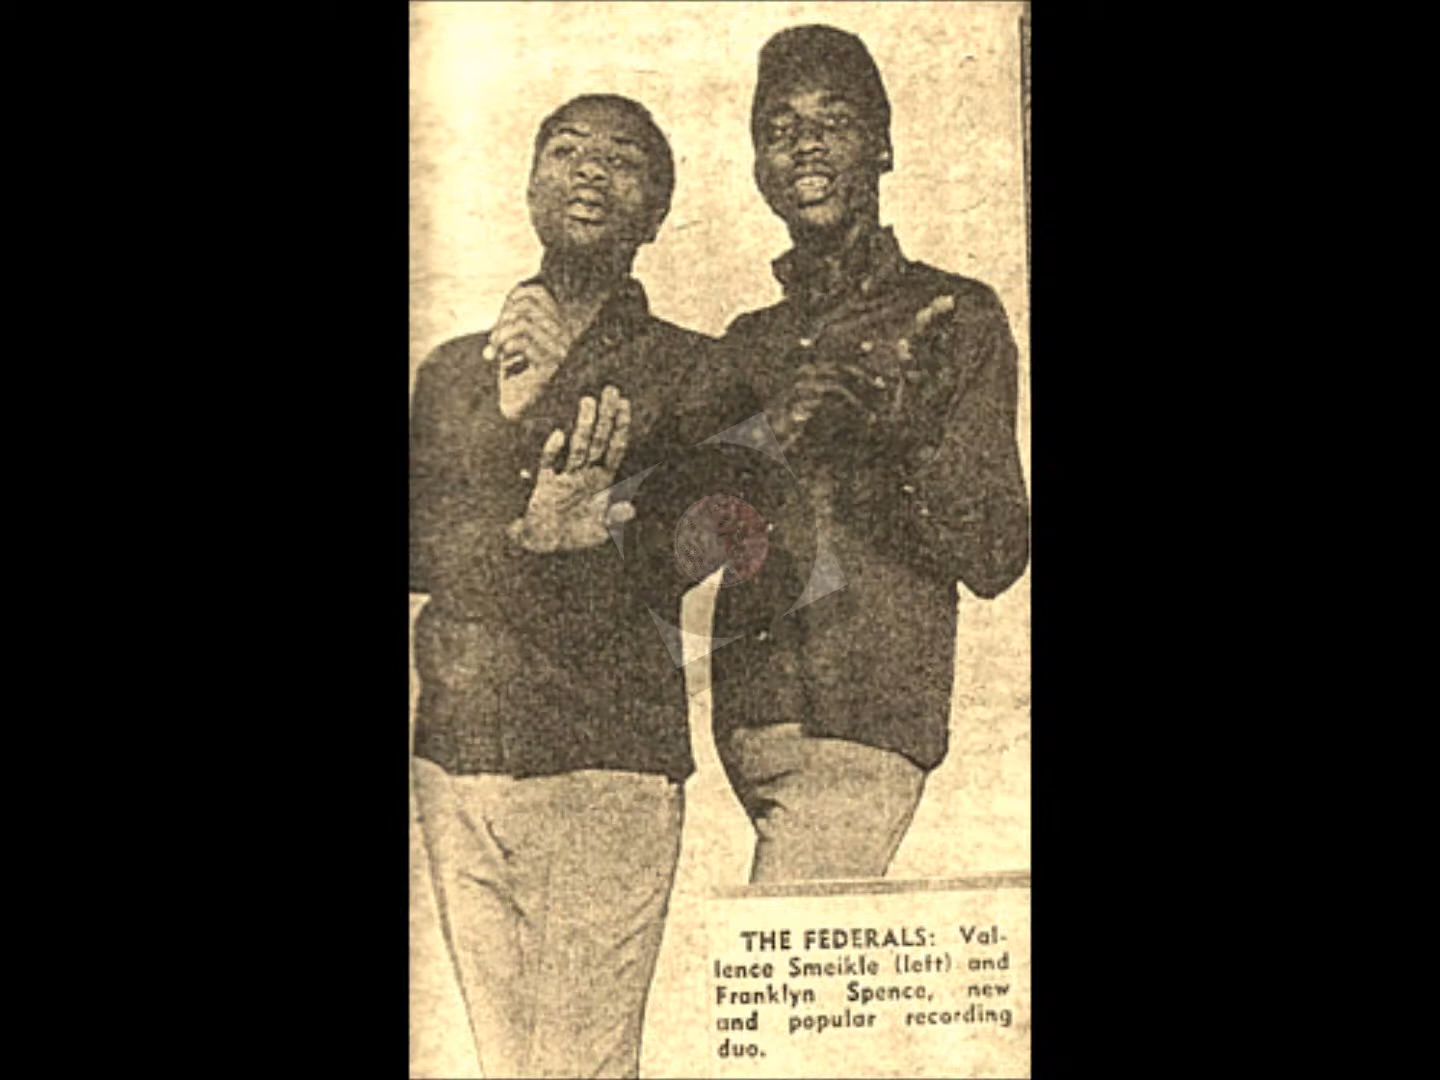 THE FEDERALS: Val-
lence Smeikle (left) and
Franklyn Spence, new
and popular recording
duo.